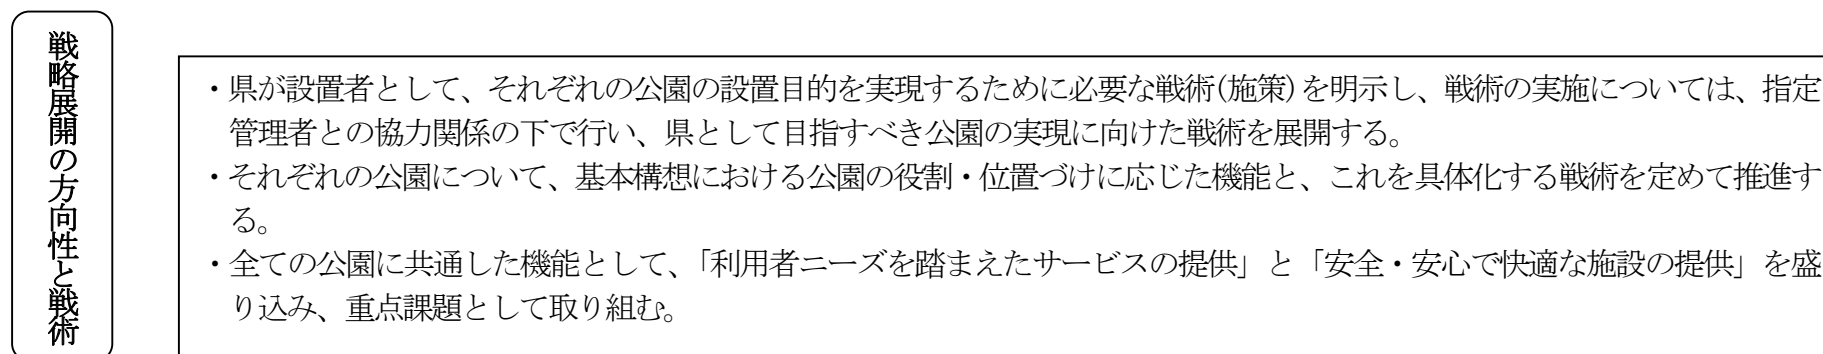 戦略展開の方向性と戦術
・県が設置者として、それぞれの公園の設置目的を実現するために必要な戦術(施策)を明示し、戦術の実施については、指定
管理者との協力関係の下で行い、県として目指すべき公園の実現に向けた戦術を展開する。
・それぞれの公園について、基本構想における公園の役割・位置づけに応じた機能と、これを具体化する戦術を定めて推進す
る。
・全ての公園に共通した機能として、「利用者ニーズを踏まえたサービスの提供」と「安全・安心で快適な施設の提供」を盛
り込み、重点課題として取り組む。